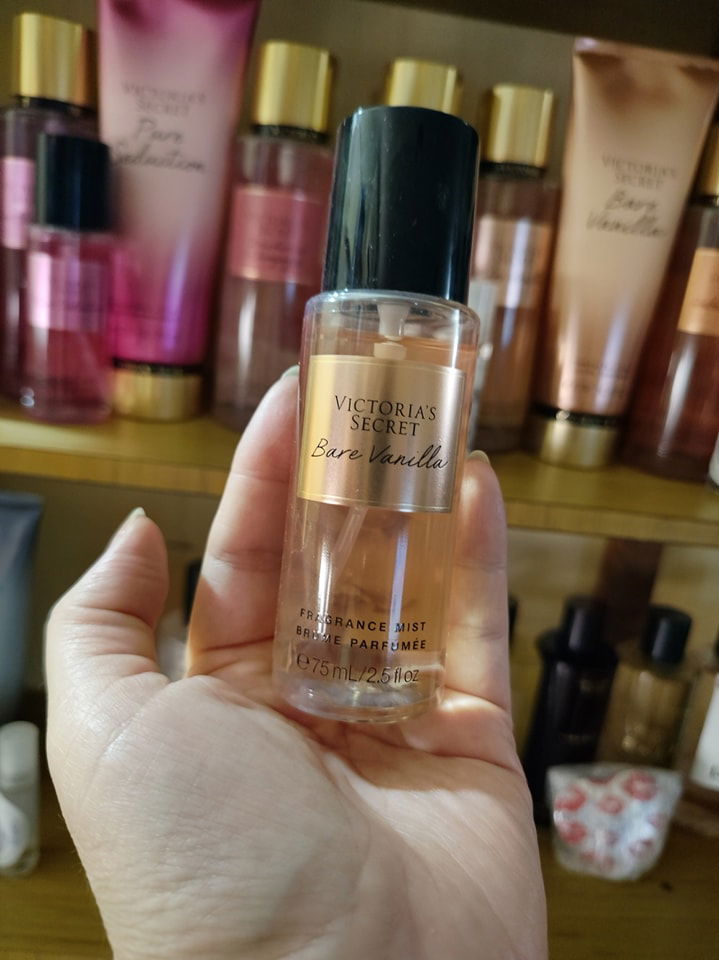 VICTORIA'S
SECRET
Bare Vanilla
FRAGRANCE MIST
BRUME PARFUMÉE
℮75 mL/2.5 fl oz
VICTORIA'S
SECRET
Pure
Seduction
VICTORIA'S
SECRET
Bare
Vanilla